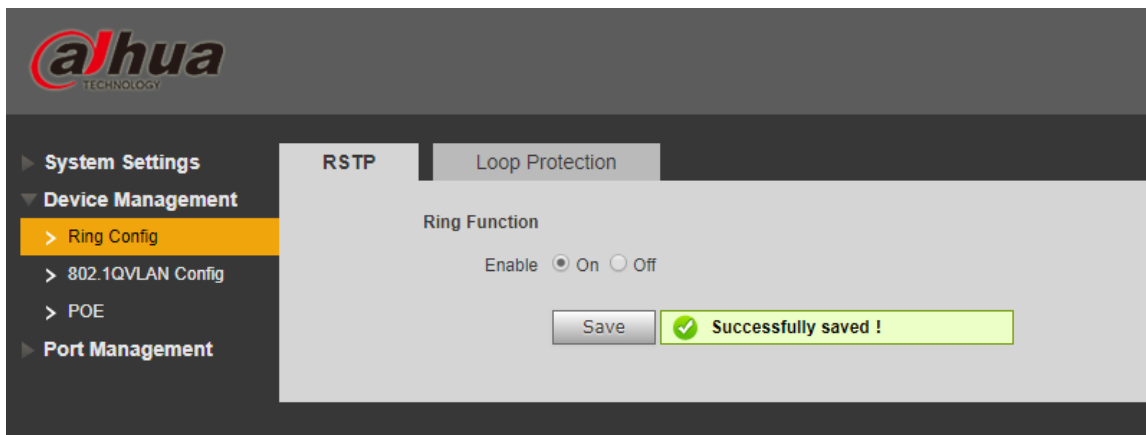 alhua
TECHNOLOGY
System Settings
Device Management
Ring Config
802.1QVLAN Config
POE
Port Management
RSTP
Loop Protection
Ring Function
Enable On Off
Save Successfully saved !